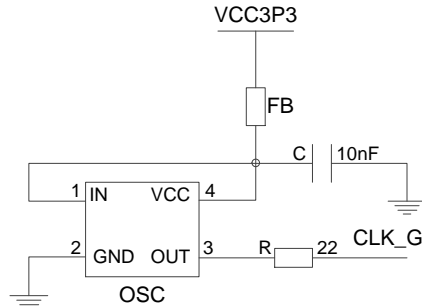 VCC3P3
FB
C 10nF
1 IN VCC 4
2 GND OUT 3 R 22 CLK_G
OSC